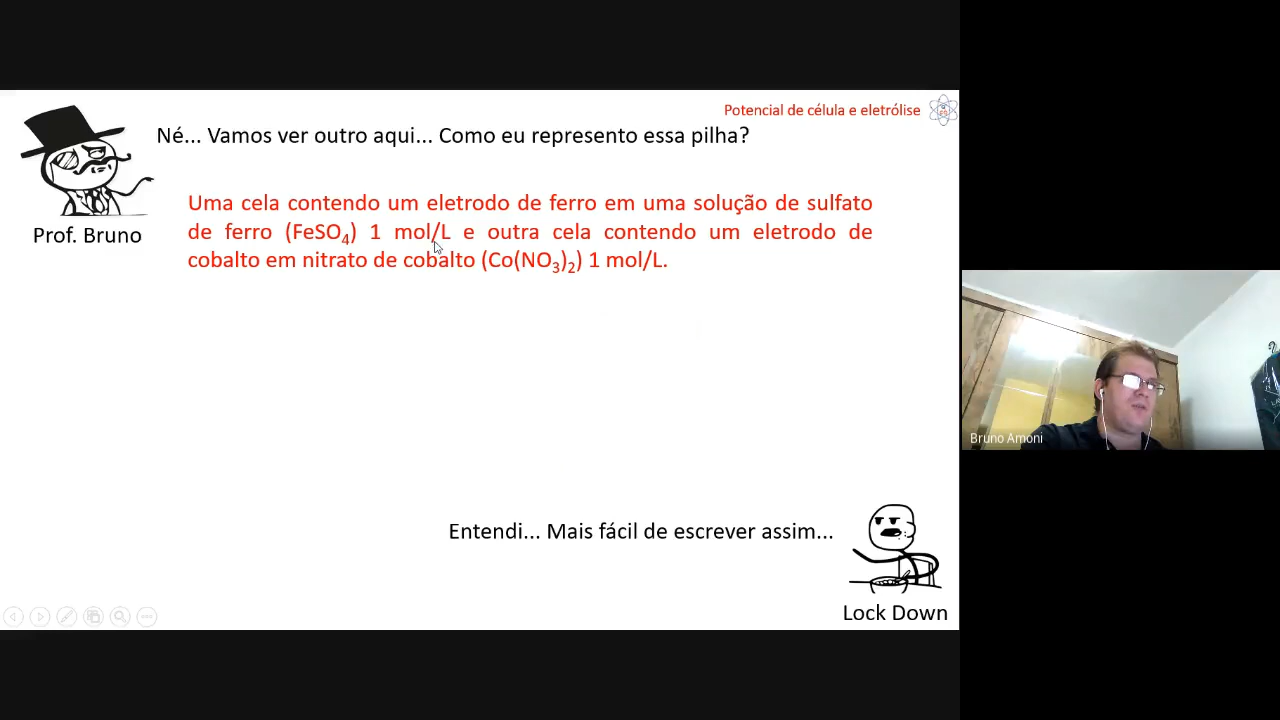 Potencial de célula e eletrólise
Né... Vamos ver outro aqui... Como eu represento essa pilha?
Prof. Bruno
Uma cela contendo um eletrodo de ferro em uma solução de sulfato
de ferro (FeSO₄) 1 mol/L e outra cela contendo um eletrodo de
cobalto em nitrato de cobalto (Co(NO₃)₂) 1 mol/L.
Bruno Amoni
Entendi... Mais fácil de escrever assim...
Lock Down